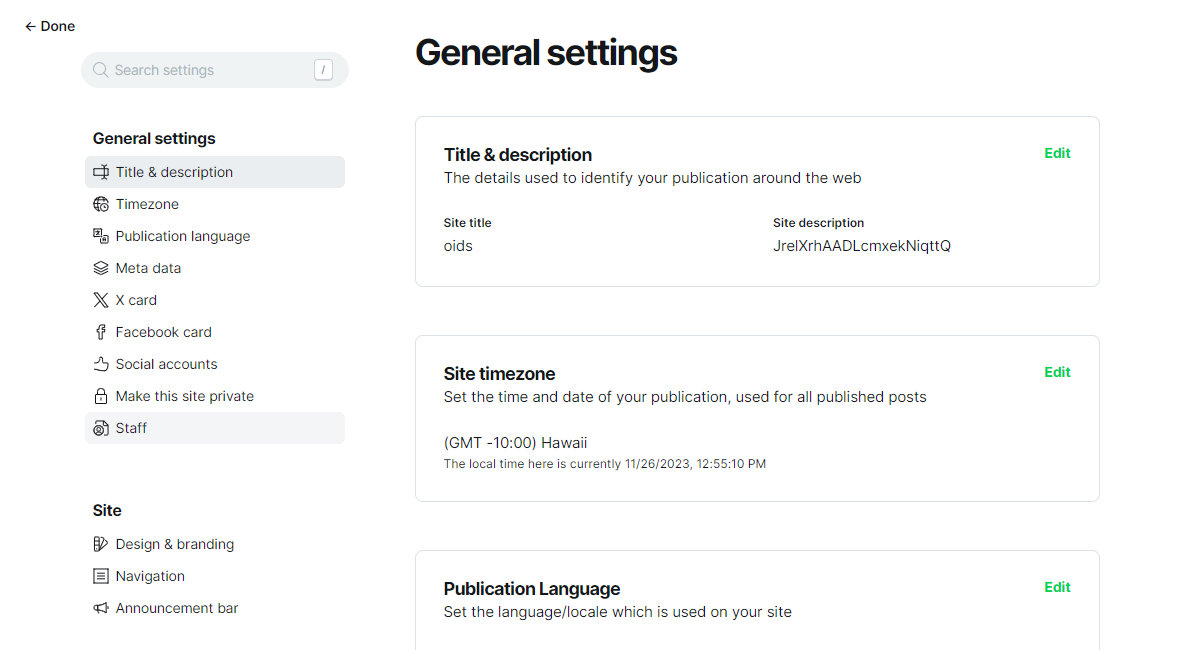 ← Done
Search settings /
General settings
Title & description
Timezone
Publication language
Meta data
X card
Facebook card
Social accounts
Make this site private
Staff
Site
Design & branding
Navigation
Announcement bar
General settings
Title & description
Edit
The details used to identify your publication around the web
Site title
oids
Site description
JrelXrhAADLcmxekNiqttQ
Site timezone
Edit
Set the time and date of your publication, used for all published posts
(GMT -10:00) Hawaii
The local time here is currently 11/26/2023, 12:55:10 PM
Publication Language
Edit
Set the language/locale which is used on your site